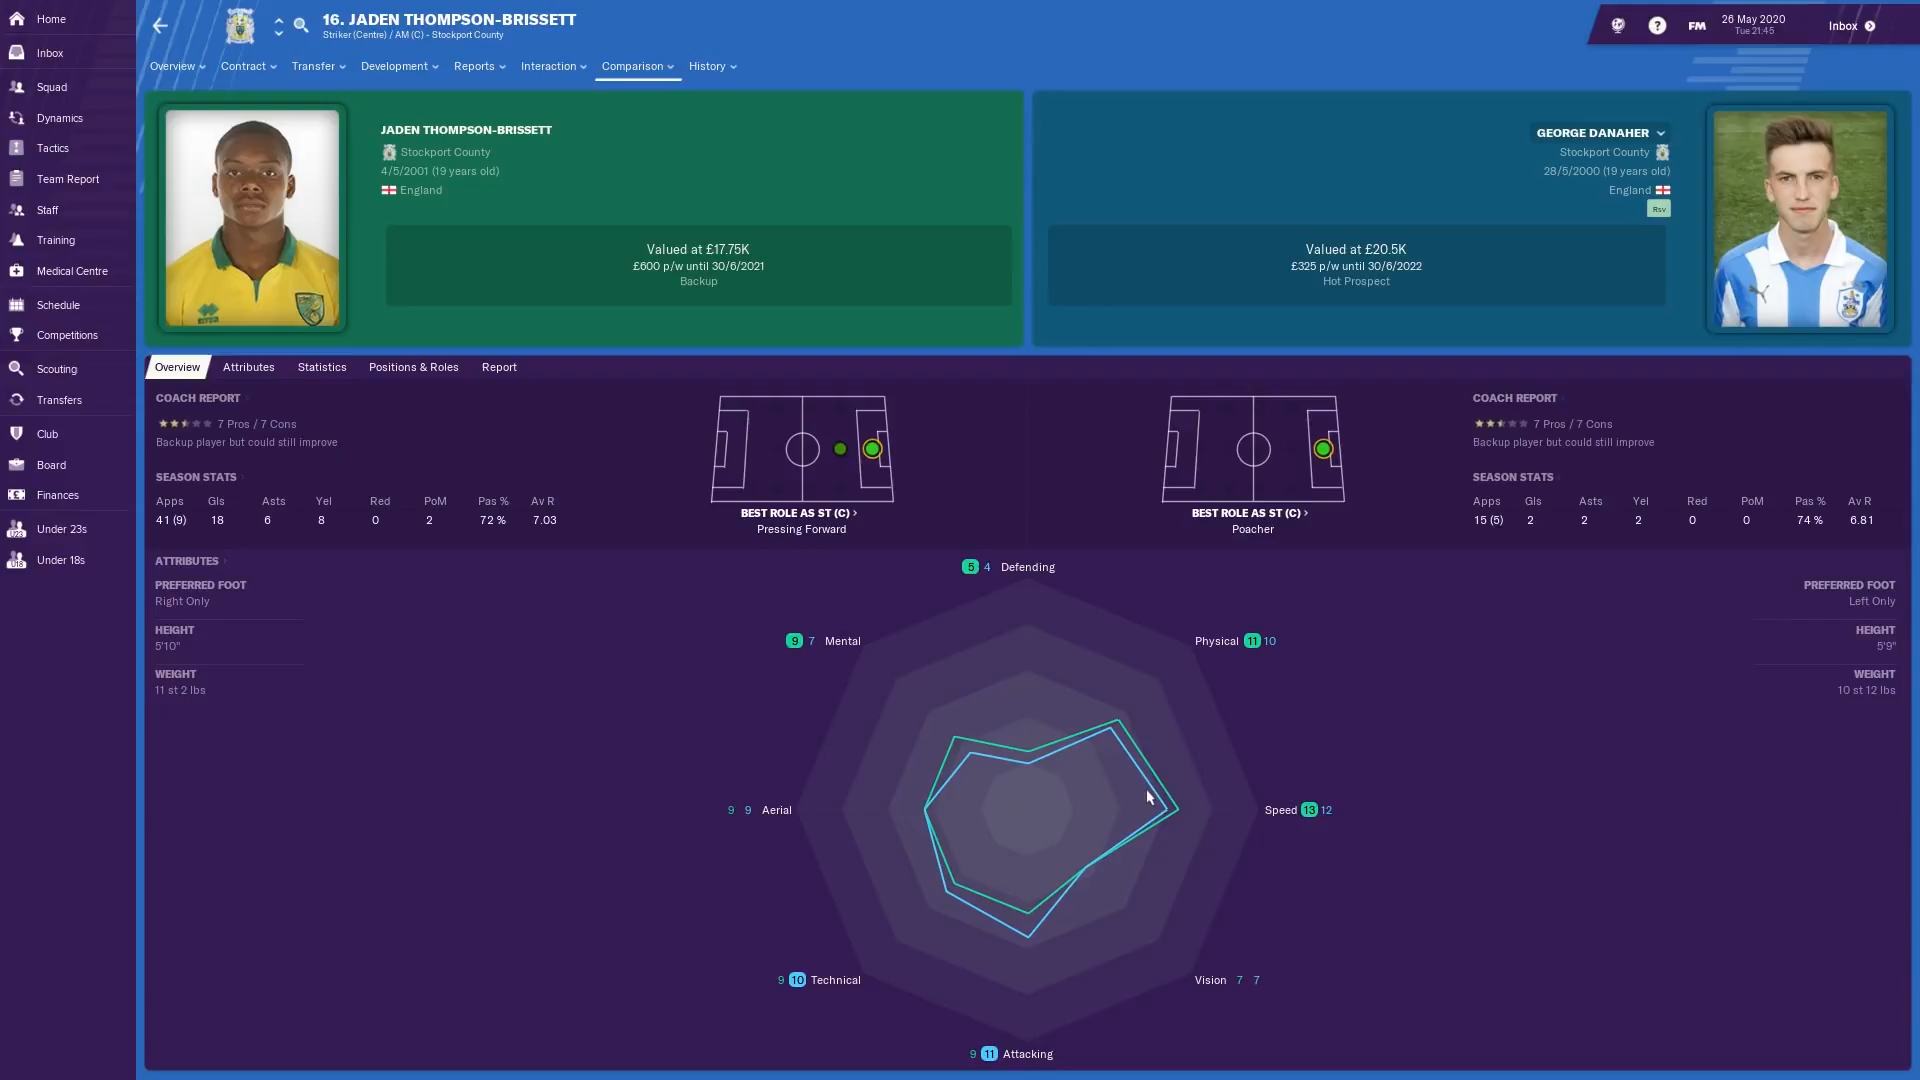 Home
Inbox
Squad
Dynamics
Tactics
Team Report
Staff
Training
Medical Centre
Schedule
Competitions
Scouting
Transfers
Club
Board
Finances
U23 Under 23s
U18 Under 18s
16. JADEN THOMPSON-BRISSETT
Striker (Centre) / AM (C) - Stockport County
? FM
26 May 2020
Tue 21:45
Inbox
Overview Contract Transfer Development Reports Interaction Comparison History
JADEN THOMPSON-BRISSETT
Stockport County
4/5/2001 (19 years old)
England
Valued at £17.75K
£600 p/w until 30/6/2021
Backup
GEORGE DANAHER
Stockport County
28/5/2000 (19 years old)
England
Rsv
Valued at £20.5K
£325 p/w until 30/6/2022
Hot Prospect
Overview Attributes Statistics Positions & Roles Report
COACH REPORT
7 Pros / 7 Cons
Backup player but could still improve
SEASON STATS
Apps Gls Asts Yel Red PoM Pas % Av R
41 (9) 18 6 8 0 2 72 % 7.03
BEST ROLE AS ST (C)
Pressing Forward
BEST ROLE AS ST (C)
Poacher
COACH REPORT
7 Pros / 7 Cons
Backup player but could still improve
SEASON STATS
Apps Gls Asts Yel Red PoM Pas % Av R
15 (5) 2 2 2 0 0 74 % 6.81
ATTRIBUTES
PREFERRED FOOT
Right Only
HEIGHT
5'10"
WEIGHT
11 st 2 lbs
5 4 Defending
9 7 Mental
Physical 11 10
9 9 Aerial
Speed 13 12
9 10 Technical
Vision 7 7
9 11 Attacking
PREFERRED FOOT
Left Only
HEIGHT
5'9"
WEIGHT
10 st 12 lbs